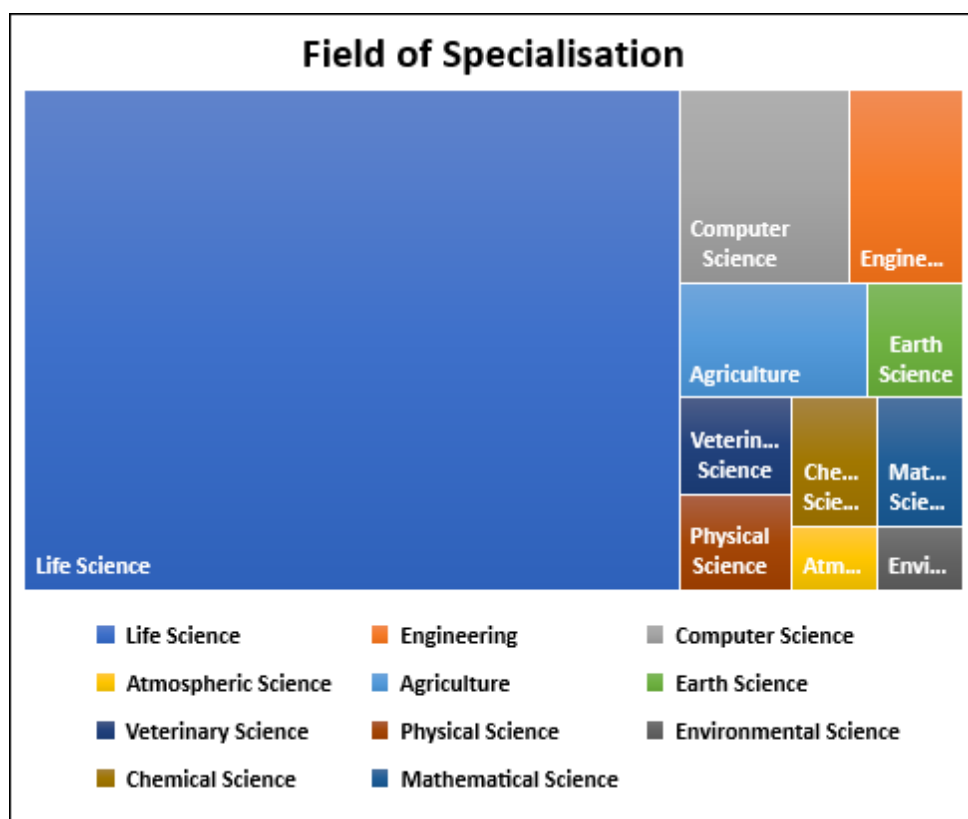 Field of Specialisation
Computer
Science
Engine...
Agriculture
Earth
Science
Veterin...
Science
Che...
Scie...
Mat...
Scie...
Physical
Science
Life Science
Atm...
Envi...
Life Science
Engineering
Computer Science
Atmospheric Science
Agriculture
Earth Science
Veterinary Science
Physical Science
Environmental Science
Chemical Science
Mathematical Science